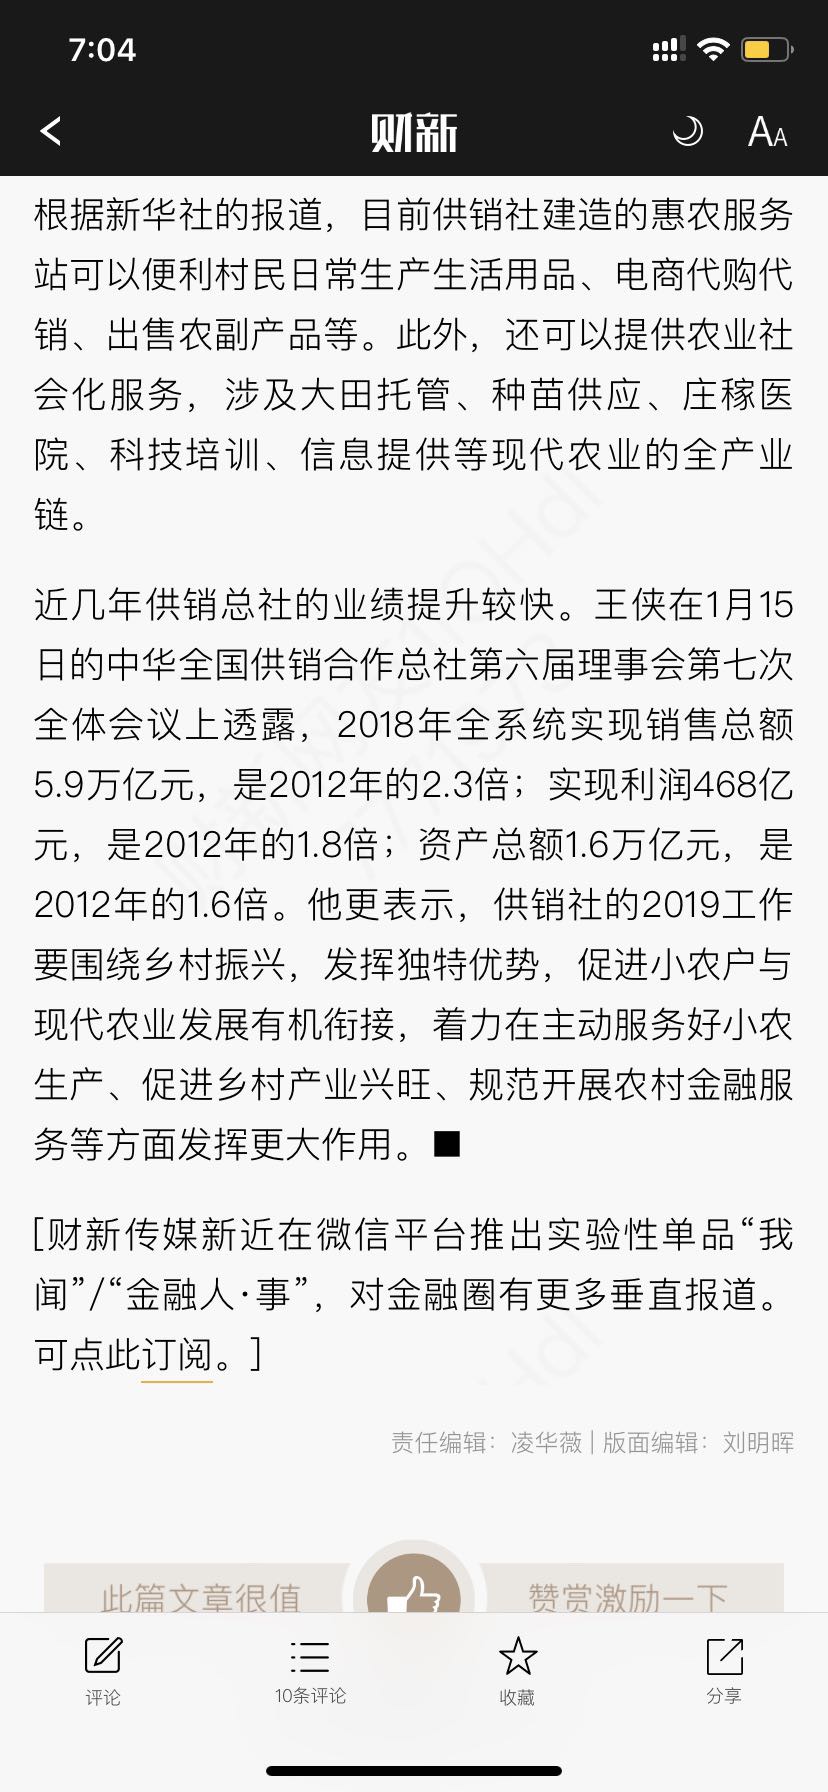 7:04
财新
AA
根据新华社的报道，目前供销社建造的惠农服务
站可以便利村民日常生产生活用品、电商代购代
销、出售农副产品等。此外，还可以提供农业社
会化服务，涉及大田托管、种苗供应、庄稼医
院、科技培训、信息提供等现代农业的全产业
链。
近几年供销总社的业绩提升较快。王侠在1月15
日的中华全国供销合作总社第六届理事会第七次
全体会议上透露，2018年全系统实现销售总额
5.9万亿元，是2012年的2.3倍；实现利润468亿
元，是2012年的1.8倍；资产总额1.6万亿元，是
2012年的1.6倍。他更表示，供销社的2019工作
要围绕乡村振兴，发挥独特优势，促进小农户与
现代农业发展有机衔接，着力在主动服务好小农
生产、促进乡村产业兴旺、规范开展农村金融服
务等方面发挥更大作用。■
[财新传媒新近在微信平台推出实验性单品“我
闻”/“金融人·事”，对金融圈有更多垂直报道。
可点此订阅。]
责任编辑：凌华薇 | 版面编辑：刘明晖
此篇文章很值 赞赏激励一下
评论 10条评论 收藏 分享